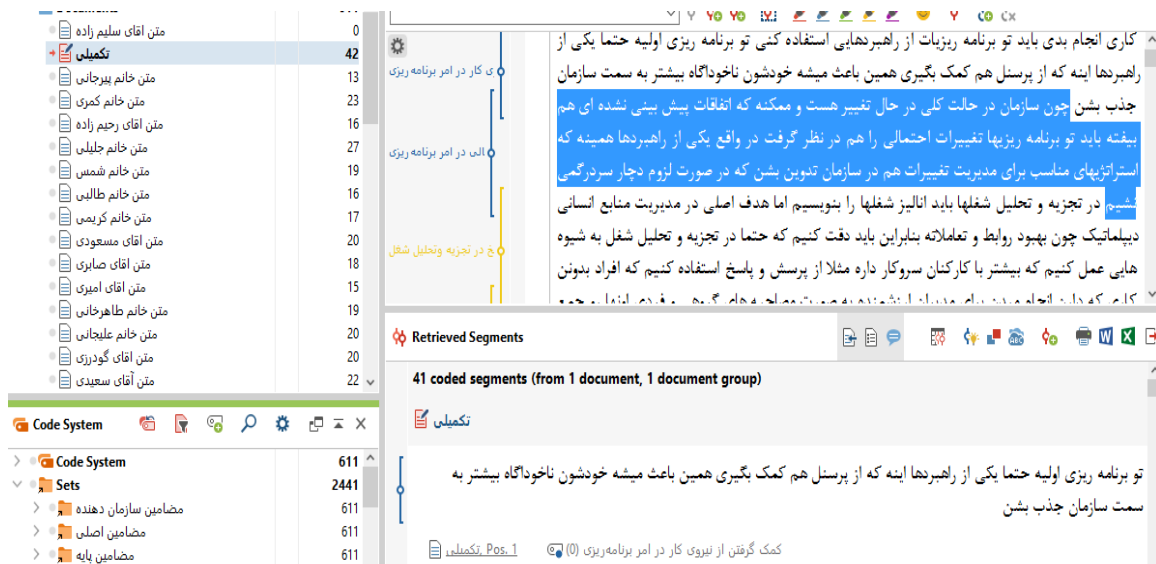 متن اقای سلیم زاده 0
تکمیلی 42
متن خانم پیرجانی 13
متن خانم کمری 23
متن اقای رحیم زاده 16
متن خانم جلیلی 27
متن خانم شمس 19
متن خانم طالبی 16
متن خانم کریمی 17
متن اقای مسعودی 20
متن اقای صابری 18
متن اقای امیری 15
متن خانم طاهرخانی 19
متن خانم علیجانی 20
متن اقای گودرزی 20
متن آقای سعیدی 22
Code System
Code System 611
Sets 2441
مضامین سازمان دهنده 611
مضامین اصلی 611
مضامین پایه 611
ی کار در امر برنامه ریزی
الی در امر برنامه ریزی
خ در تجزیه وتحلیل شغل
کاری انجام بدی باید تو برنامه ریزیات از راهبردهایی استفاده کنی تو برنامه ریزی اولیه حتما یکی از
راهبردها اینه که از پرسنل هم کمک بگیری همین باعث میشه خودشون ناخوداگاه بیشتر به سمت سازمان
جذب بشن چون سازمان در حالت کلی در حال تغییر هست و ممکنه که اتفاقات پیش بینی نشده ای هم
بیفته باید تو برنامه ریزیها تغییرات احتمالی را هم در نظر گرفت در واقع یکی از راهبردها همینه که
استراتژیهای مناسب برای مدیریت تغییرات هم در سازمان تدوین بشن که در صورت لزوم دچار سردرگمی
نشیم در تجزیه و تحلیل شغلها باید انالیز شغلها را بنویسیم اما هدف اصلی در مدیریت منابع انسانی
دیپلماتیک چون بهبود روابط و تعاملاته بنابراین باید دقت کنیم که حتما در تجزیه و تحلیل شغل به شیوه
هایی عمل کنیم که بیشتر با کارکنان سروکار داره مثلا از پرسش و پاسخ استفاده کنیم که افراد بدونن
Retrieved Segments
41 coded segments (from 1 document, 1 document group)
تکمیلی
تو برنامه ریزی اولیه حتما یکی از راهبردها اینه که از پرسنل هم کمک بگیری همین باعث میشه خودشون ناخوداگاه بیشتر به
سمت سازمان جذب بشن
کمک گرفتن از نیروی کار در امر برنامه‌ریزی (0) تکمیلی, Pos. 1